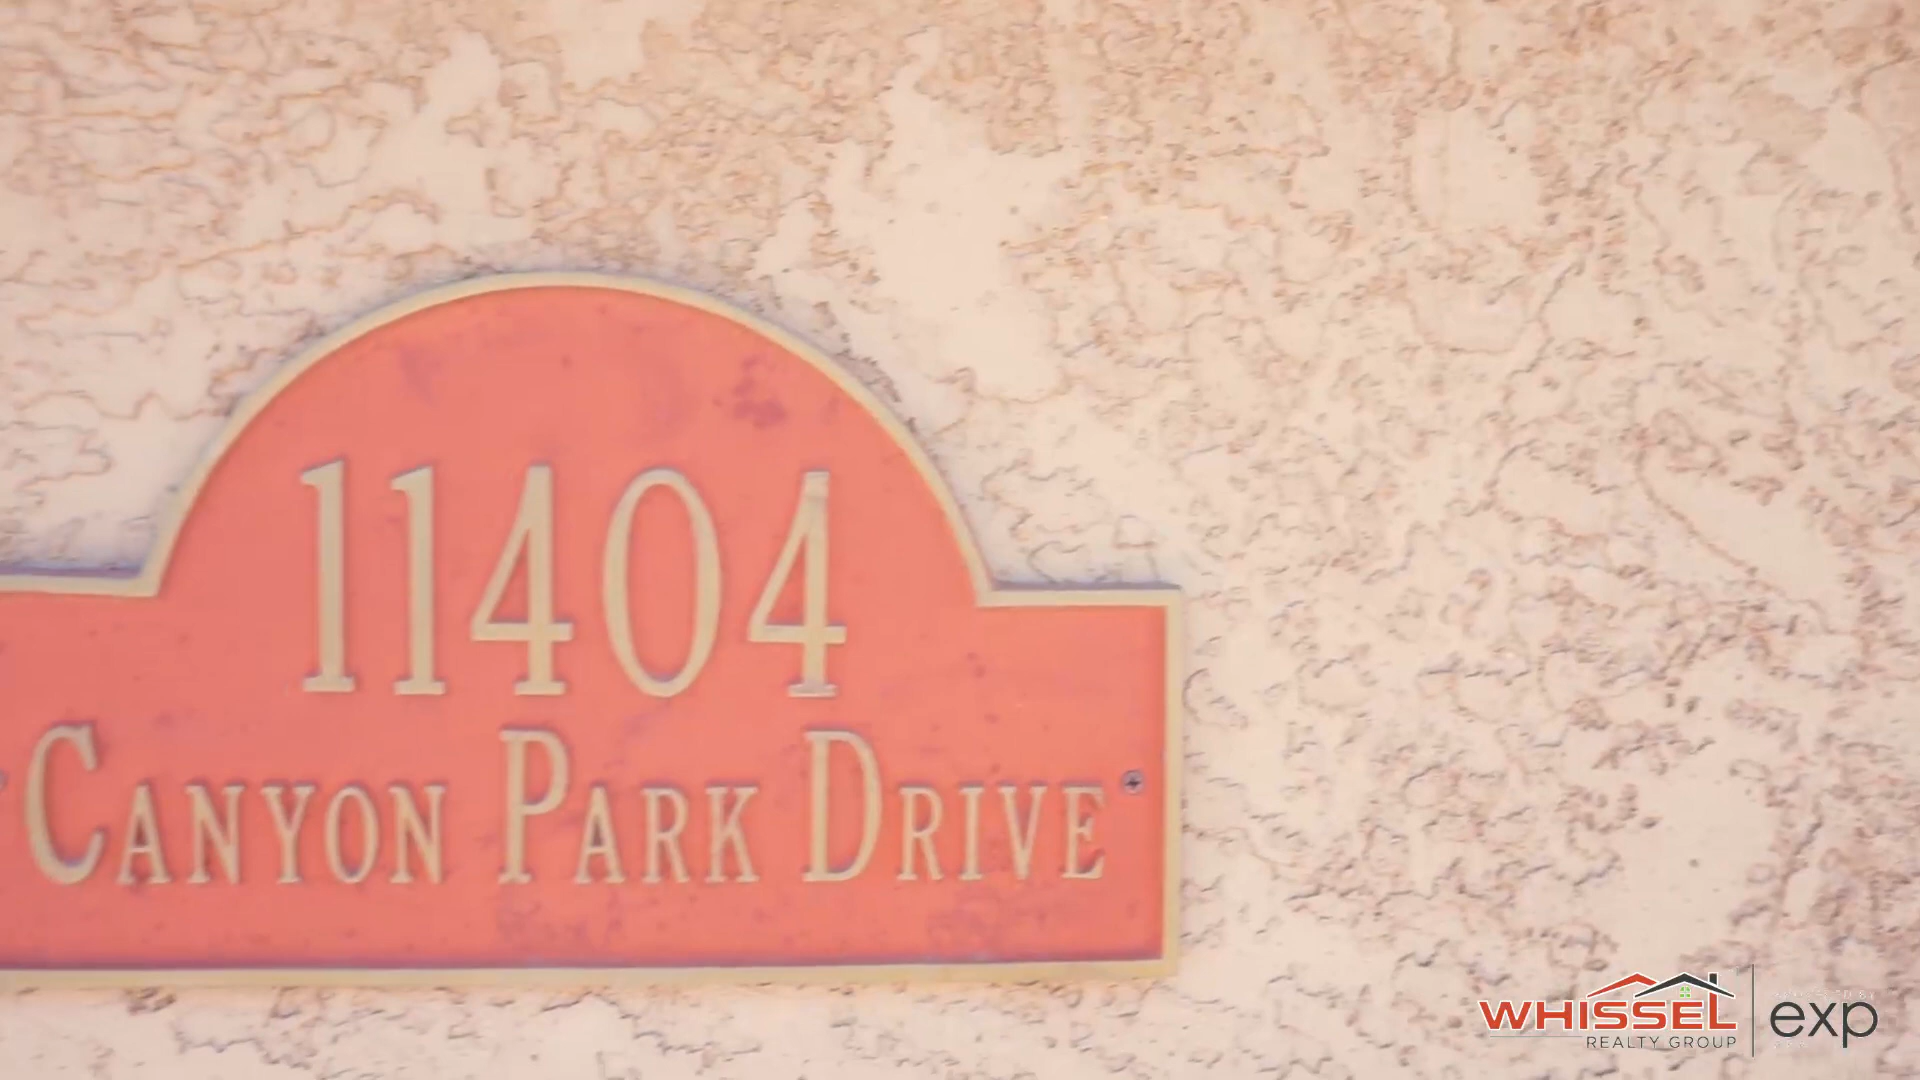 11404
CANYON PARK DRIVE
WHISSEL
REALTY GROUP
exp